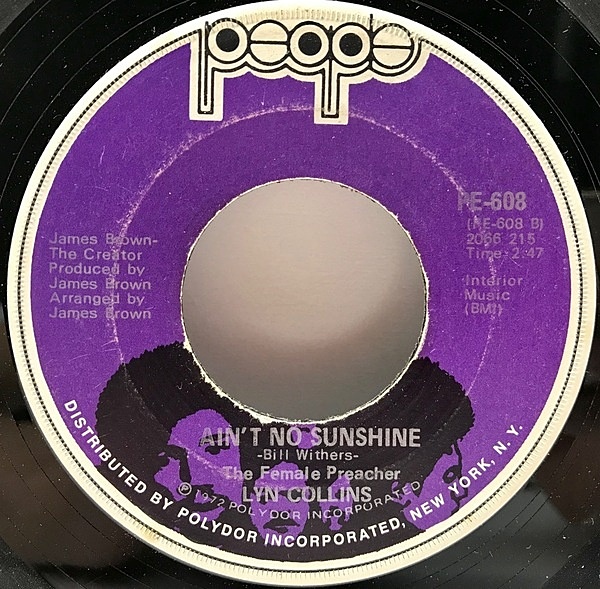 people
James Brown-
The Creator
Produced by
James Brown
Arranged by
James Brown
PE-608
(PE-608 B)
2066 215
Time: 2:47
Interior
Music
(BMI)
AIN'T NO SUNSHINE
-Bill Withers-
The Female Preacher
LYN COLLINS
℗ 1972 POLYDOR INCORPORATED
DISTRIBUTED BY POLYDOR INCORPORATED, NEW YORK, N.Y.